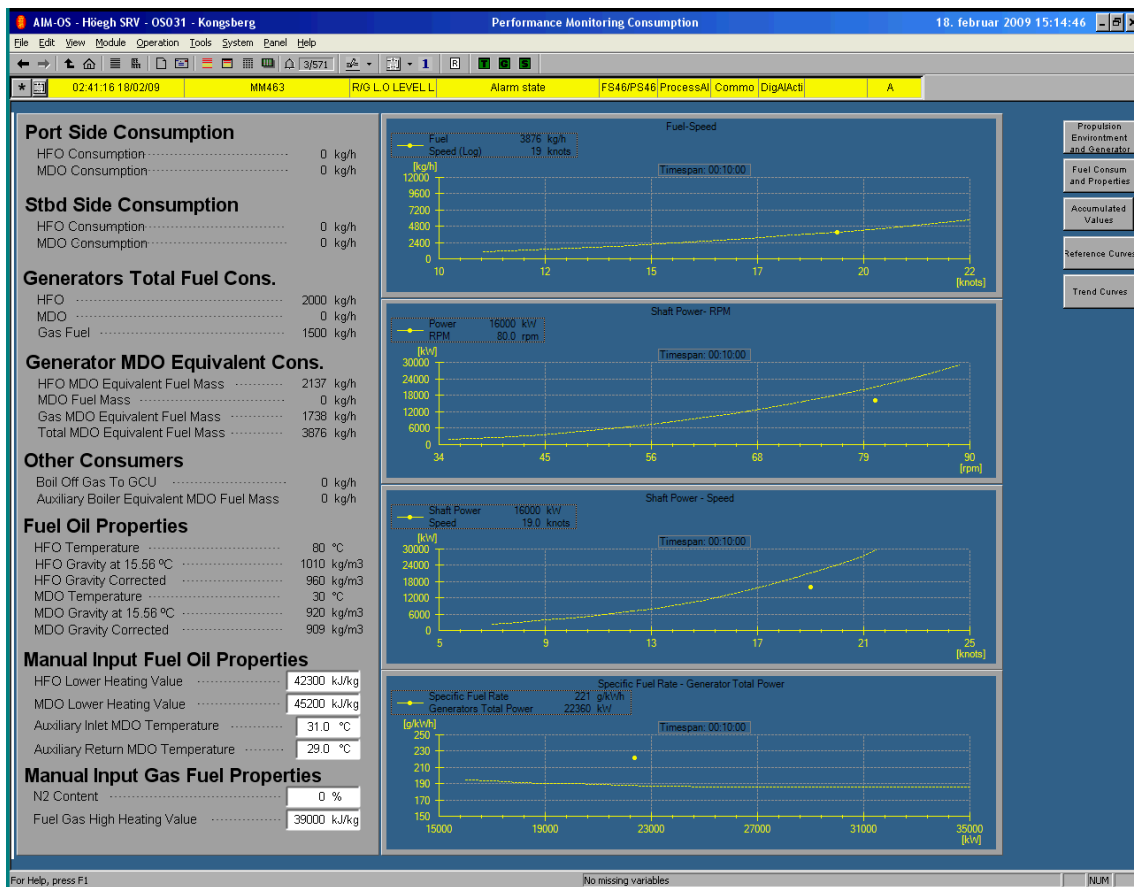 AIM-OS - Höegh SRV - OS031 - Kongsberg Performance Monitoring Consumption 18. februar 2009 15:14:46
File Edit View Module Operation Tools System Panel Help
3/571 1 R T G S
* 02:41:16 18/02/09 MM463 R/G L.O LEVEL L Alarm state FS46/PS46 ProcessAl Commo DigAlActi A
Port Side Consumption
HFO Consumption 0 kg/h
MDO Consumption 0 kg/h
Stbd Side Consumption
HFO Consumption 0 kg/h
MDO Consumption 0 kg/h
Generators Total Fuel Cons.
HFO 2000 kg/h
MDO 0 kg/h
Gas Fuel 1500 kg/h
Generator MDO Equivalent Cons.
HFO MDO Equivalent Fuel Mass 2137 kg/h
MDO Fuel Mass 0 kg/h
Gas MDO Equivalent Fuel Mass 1738 kg/h
Total MDO Equivalent Fuel Mass 3876 kg/h
Other Consumers
Boil Off Gas To GCU 0 kg/h
Auxiliary Boiler Equivalent MDO Fuel Mass 0 kg/h
Fuel Oil Properties
HFO Temperature 80 °C
HFO Gravity at 15.56 ºC 1010 kg/m3
HFO Gravity Corrected 960 kg/m3
MDO Temperature 30 °C
MDO Gravity at 15.56 ºC 920 kg/m3
MDO Gravity Corrected 909 kg/m3
Manual Input Fuel Oil Properties
HFO Lower Heating Value 42300 kJ/kg
MDO Lower Heating Value 45200 kJ/kg
Auxiliary Inlet MDO Temperature 31.0 °C
Auxiliary Return MDO Temperature 29.0 °C
Manual Input Gas Fuel Properties
N2 Content 0 %
Fuel Gas High Heating Value 39000 kJ/kg
Fuel-Speed
Fuel 3876 kg/h
Speed (Log) 19 knots
[kg/h] Timespan: 00:10:00
12000
9600
7200
4800
2400
0
10 12 15 17 20 22
[knots]
Shaft Power- RPM
Power 16000 kW
RPM 80.0 rpm
[kW] Timespan: 00:10:00
30000
24000
18000
12000
6000
0
34 45 56 68 79 90
[rpm]
Shaft Power - Speed
Shaft Power 16000 kW
Speed 19.0 knots
[kW] Timespan: 00:10:00
30000
24000
18000
12000
6000
0
5 9 13 17 21 25
[knots]
Specific Fuel Rate - Generator Total Power
Specific Fuel Rate 221 g/kWh
Generators Total Power 22360 kW
[g/kWh] Timespan: 00:10:00
250
230
210
190
170
150
15000 19000 23000 27000 31000 35000
[kW]
Propulsion
Environtment
and Generator
Fuel Consum
and Properties
Accumulated
Values
Reference Curves
Trend Curves
For Help, press F1 No missing variables NUM